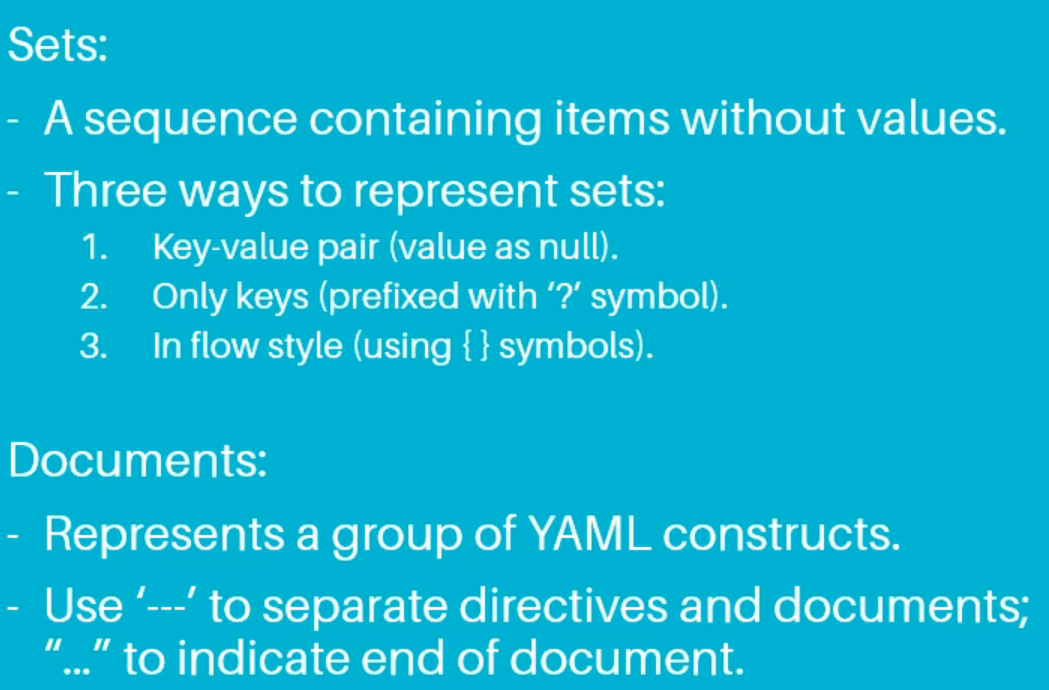 Sets:
- A sequence containing items without values.
- Three ways to represent sets:
1. Key-value pair (value as null).
2. Only keys (prefixed with ‘?’ symbol).
3. In flow style (using { } symbols).
Documents:
- Represents a group of YAML constructs.
- Use ‘---’ to separate directives and documents;
“...” to indicate end of document.